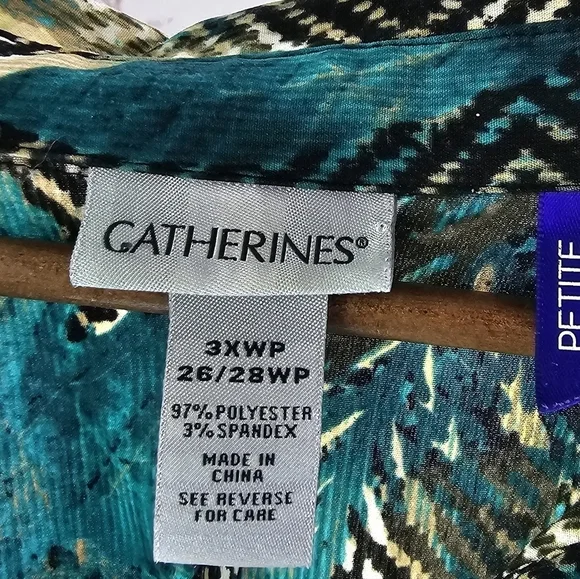 CATHERINES®
3XWP
26/28WP
97% POLYESTER
3% SPANDEX
MADE IN
CHINA
SEE REVERSE
FOR CARE
PETITE